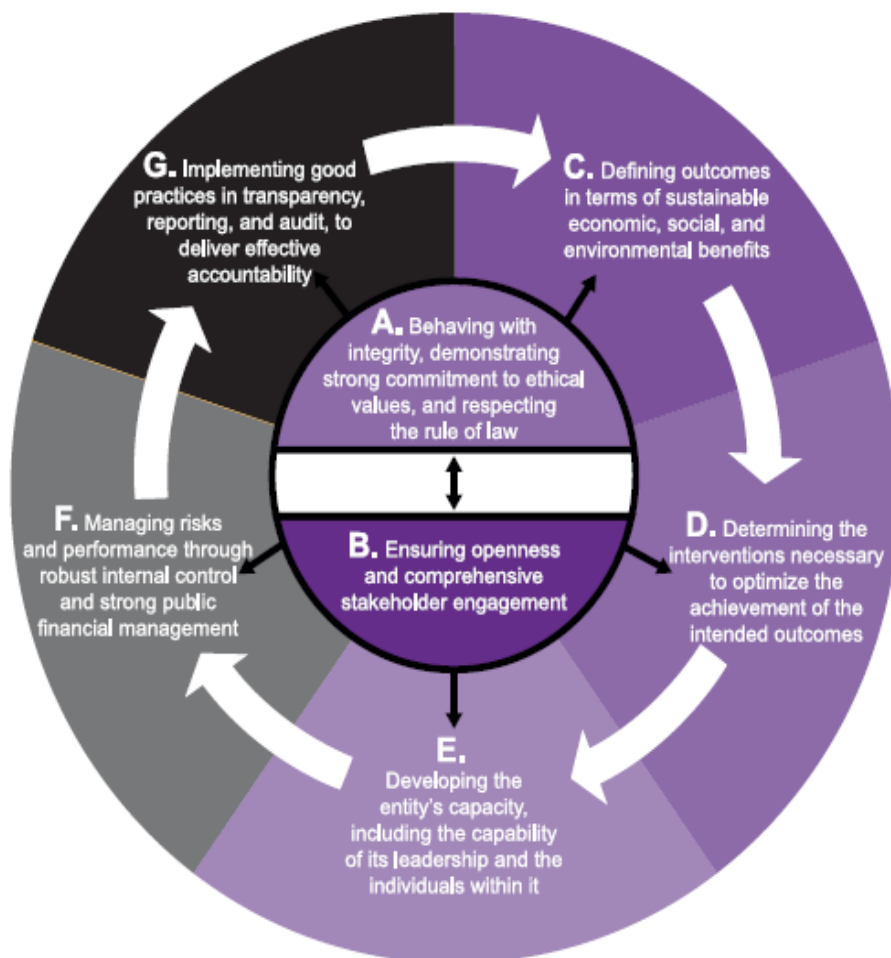 A. Behaving with
integrity, demonstrating
strong commitment to ethical
values, and respecting
the rule of law
B. Ensuring openness
and comprehensive
stakeholder engagement
C. Defining outcomes
in terms of sustainable
economic, social, and
environmental benefits
D. Determining the
interventions necessary
to optimize the
achievement of the
intended outcomes
E.
Developing the
entity's capacity,
including the capability
of its leadership and the
individuals within it
F. Managing risks
and performance through
robust internal control
and strong public
financial management
G. Implementing good
practices in transparency,
reporting, and audit, to
deliver effective
accountability